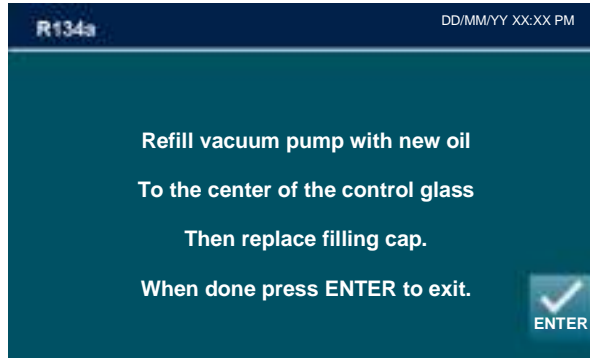 R134a
DD/MM/YY XX:XX PM
Refill vacuum pump with new oil
To the center of the control glass
Then replace filling cap.
When done press ENTER to exit.
ENTER